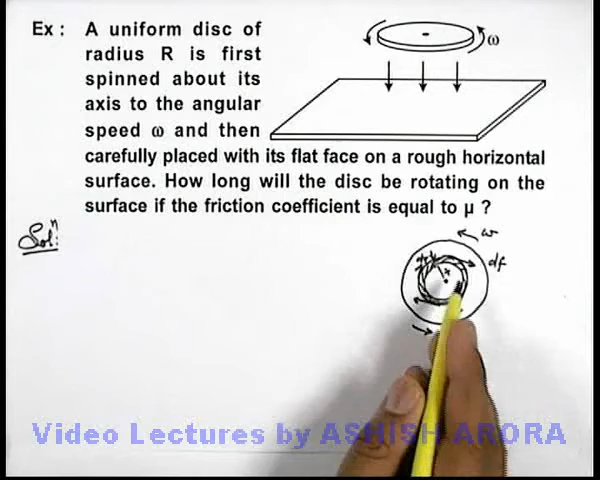 Ex : A uniform disc of
radius R is first
spinned about its
axis to the angular
speed ω and then
carefully placed with its flat face on a rough horizontal
surface. How long will the disc be rotating on the
surface if the friction coefficient is equal to μ ?
ω
Solⁿ:
ω
df
x
Video Lectures by ASHISH ARORA